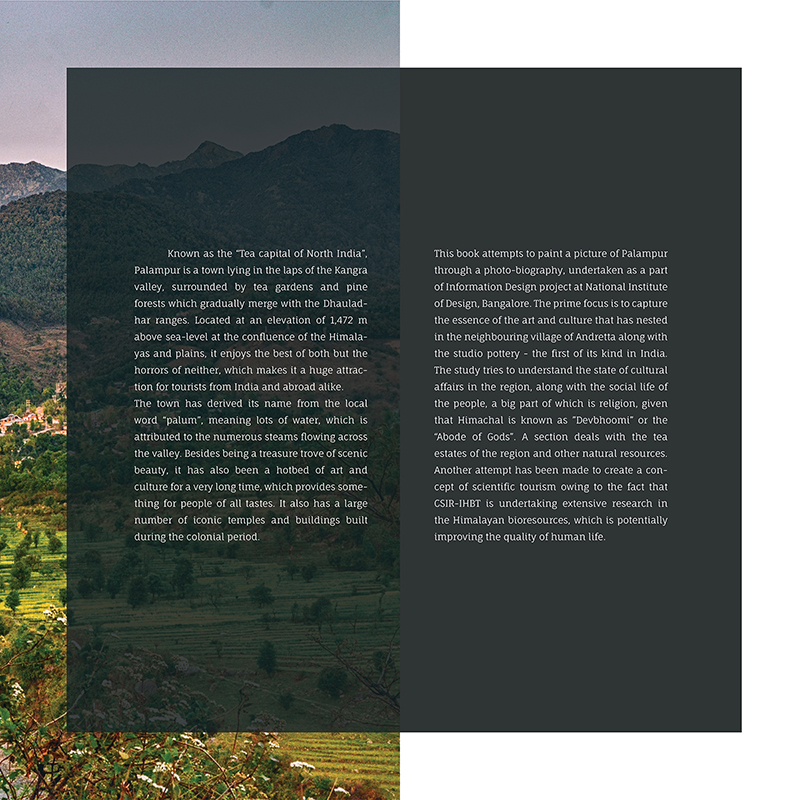 Known as the “Tea capital of North India”,
Palampur is a town lying in the laps of the Kangra
valley, surrounded by tea gardens and pine
forests which gradually merge with the Dhaulad-
har ranges. Located at an elevation of 1,472 m
above sea-level at the confluence of the Himala-
yas and plains, it enjoys the best of both but the
horrors of neither, which makes it a huge attrac-
tion for tourists from India and abroad alike.
The town has derived its name from the local
word “palum”, meaning lots of water, which is
attributed to the numerous steams flowing across
the valley. Besides being a treasure trove of scenic
beauty, it has also been a hotbed of art and
culture for a very long time, which provides some-
thing for people of all tastes. It also has a large
number of iconic temples and buildings built
during the colonial period.
This book attempts to paint a picture of Palampur
through a photo-biography, undertaken as a part
of Information Design project at National Institute
of Design, Bangalore. The prime focus is to capture
the essence of the art and culture that has nested
in the neighbouring village of Andretta along with
the studio pottery - the first of its kind in India.
The study tries to understand the state of cultural
affairs in the region, along with the social life of
the people, a big part of which is religion, given
that Himachal is known as “Devbhoomi” or the
“Abode of Gods”. A section deals with the tea
estates of the region and other natural resources.
Another attempt has been made to create a con-
cept of scientific tourism owing to the fact that
CSIR-IHBT is undertaking extensive research in
the Himalayan bioresources, which is potentially
improving the quality of human life.